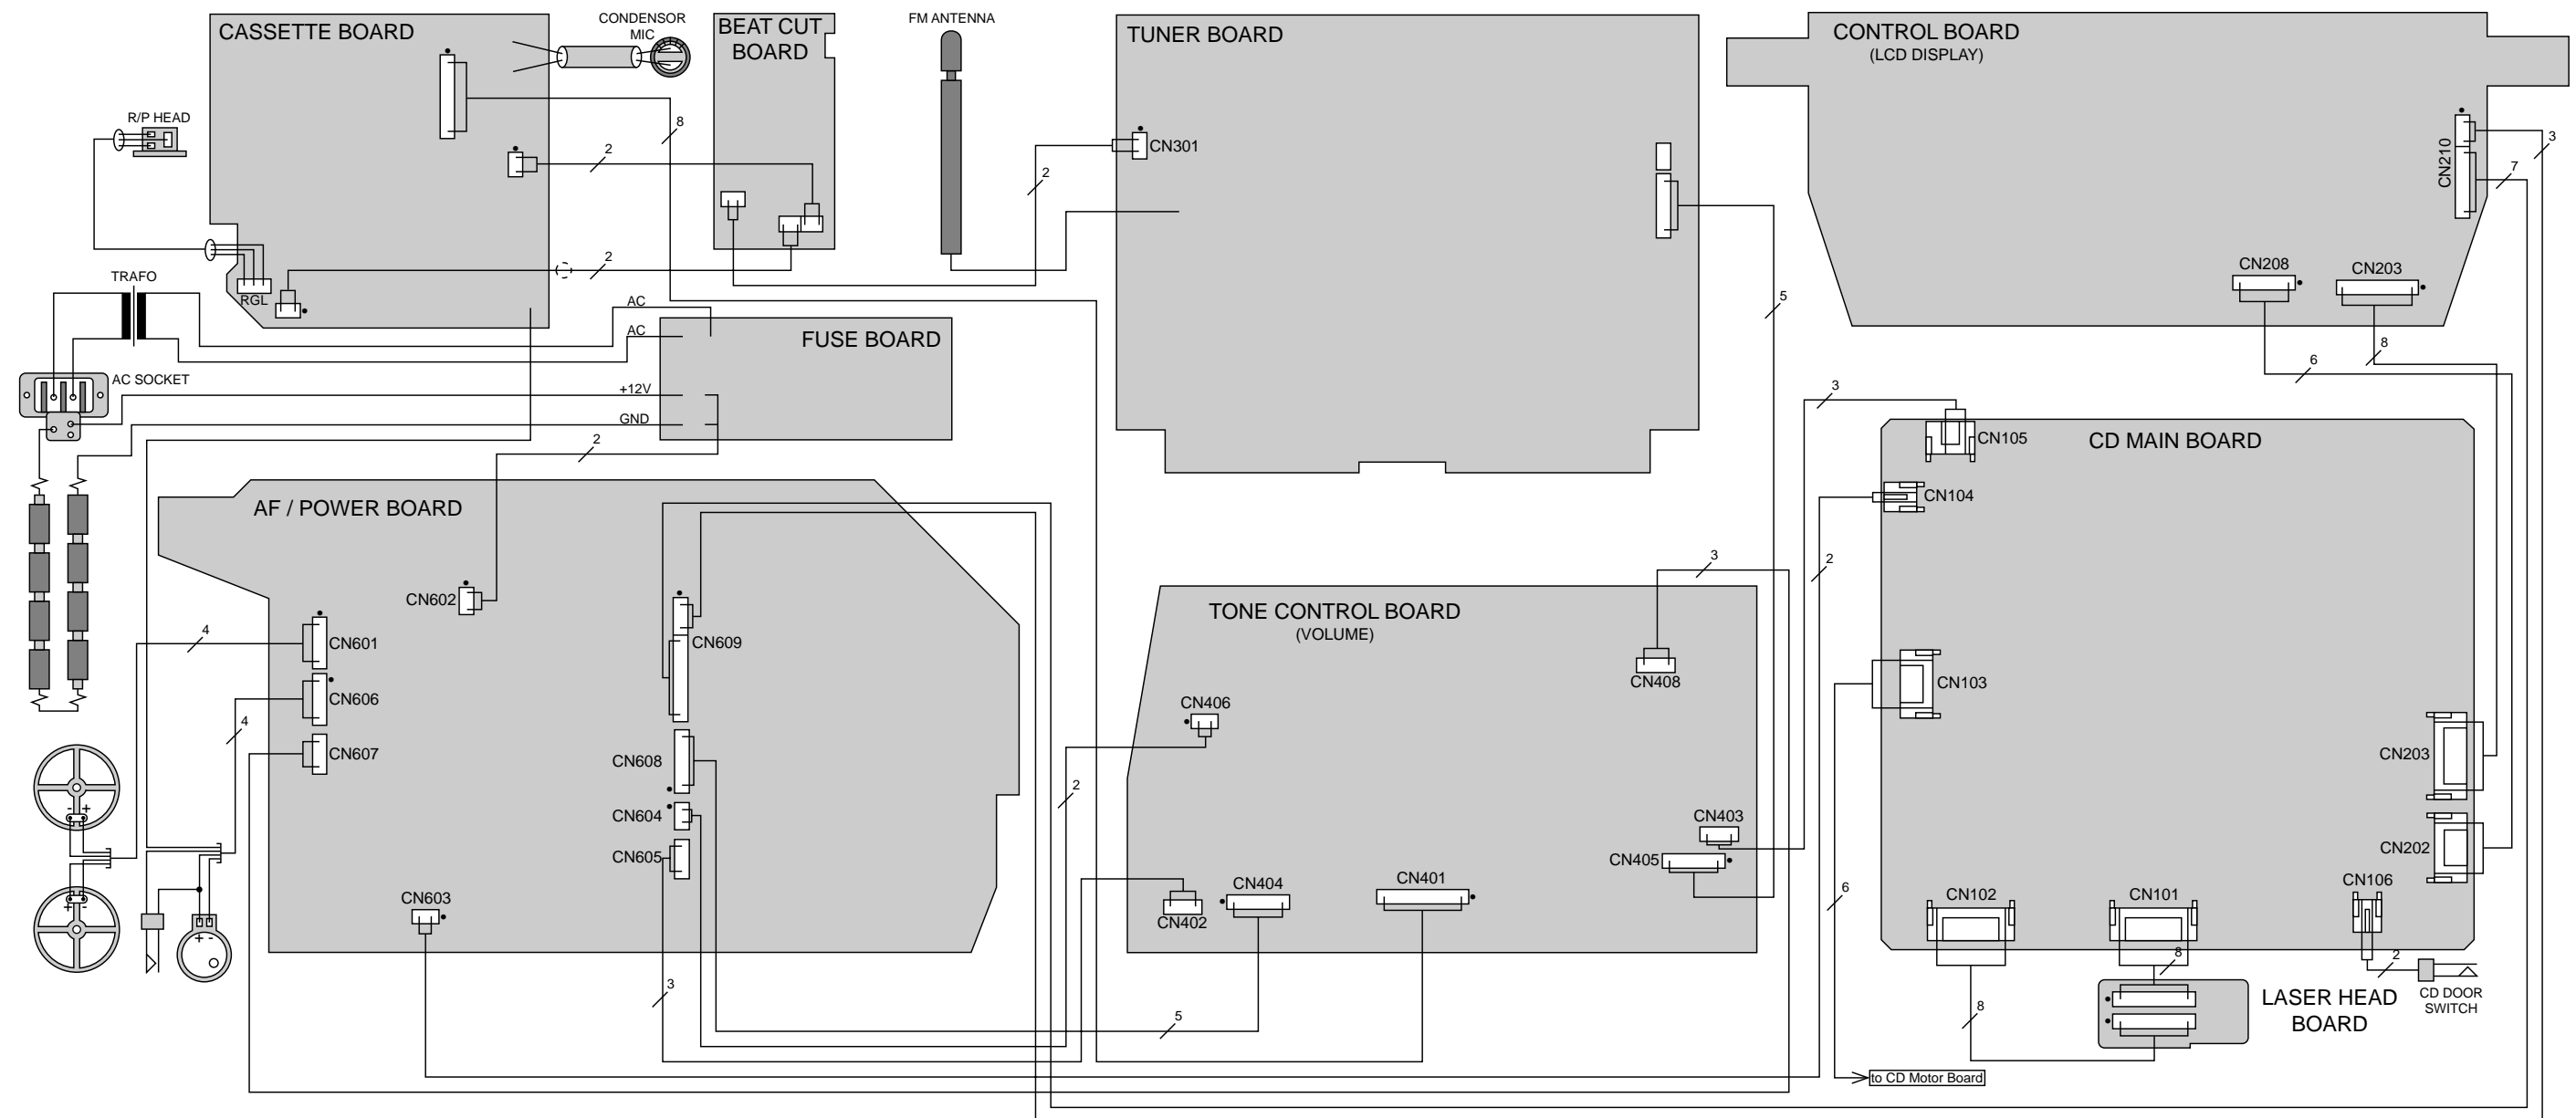 CASSETTE BOARD
CONDENSOR
MIC
BEAT CUT
BOARD
FM ANTENNA
TUNER BOARD
CONTROL BOARD
(LCD DISPLAY)
R/P HEAD
8
2
CN301
2
3
7
CN210
2
RGL
TRAFO
AC
AC
FUSE BOARD
5
CN208
CN203
6
8
AC SOCKET
+12V
GND
2
3
CN105
CD MAIN BOARD
CN104
AF / POWER BOARD
CN602
CN601
4
CN609
CN606
4
CN607
CN608
CN604
CN605
CN603
- +
+ -
+ -
3
2
5
TONE CONTROL BOARD
(VOLUME)
3
CN408
CN406
CN403
CN405
CN404
CN401
CN402
2
CN103
6
CN203
CN202
CN106
CN102
CN101
8
2
8
LASER HEAD
BOARD
CD DOOR
SWITCH
to CD Motor Board